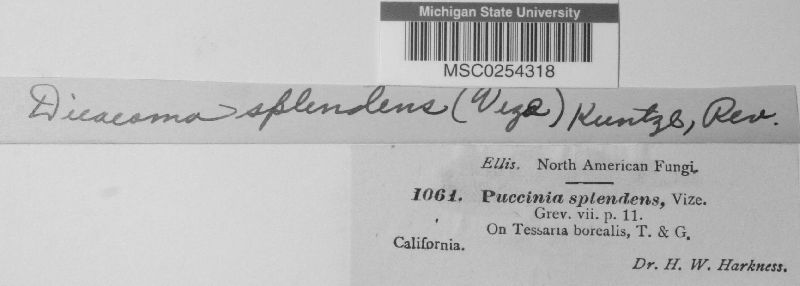 Michigan State University
MSC0254318
Dicaeoma splendens (Vize) Kuntze, Rev.
Ellis. North American Fungi.
1061. Puccinia splendens, Vize.
Grev. vii. p. 11.
On Tessaria borealis, T. & G.
California.
Dr. H. W. Harkness.